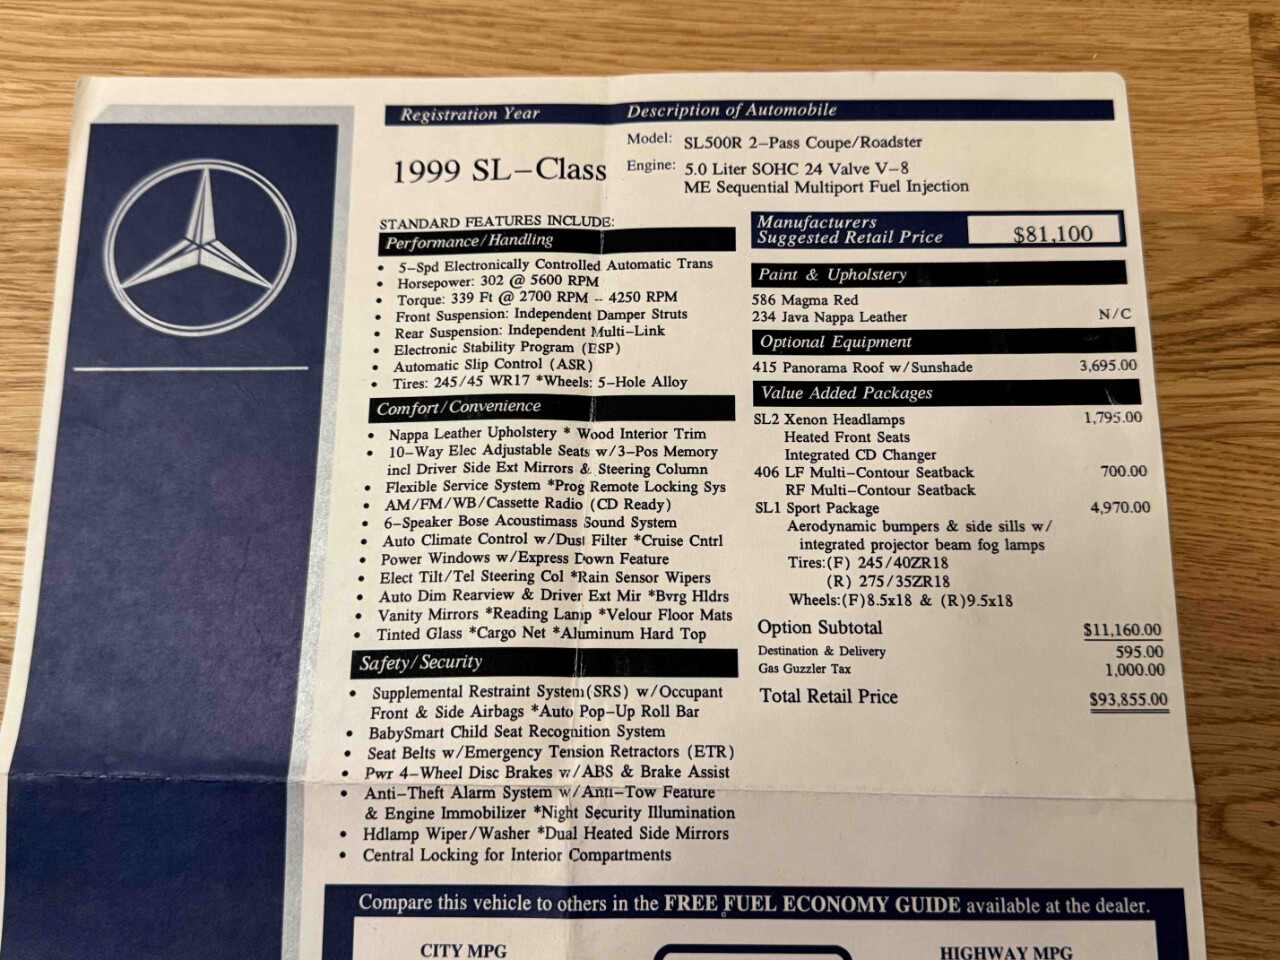 Registration Year
Description of Automobile
1999 SL-Class
Model: SL500R 2-Pass Coupe/Roadster
Engine: 5.0 Liter SOHC 24 Valve V-8
ME Sequential Multiport Fuel Injection
STANDARD FEATURES INCLUDE:
Performance/Handling
• 5-Spd Electronically Controlled Automatic Trans
• Horsepower: 302 @ 5600 RPM
• Torque: 339 Ft @ 2700 RPM -- 4250 RPM
• Front Suspension: Independent Damper Struts
• Rear Suspension: Independent Multi-Link
• Electronic Stability Program (ESP)
• Automatic Slip Control (ASR)
• Tires: 245/45 WR17 *Wheels: 5-Hole Alloy
Comfort/Convenience
• Nappa Leather Upholstery * Wood Interior Trim
• 10-Way Elec Adjustable Seats w/3-Pos Memory
incl Driver Side Ext Mirrors & Steering Column
• Flexible Service System *Prog Remote Locking Sys
• AM/FM/WB/Cassette Radio (CD Ready)
• 6-Speaker Bose Acoustimass Sound System
• Auto Climate Control w/Dust Filter *Cruise Cntrl
• Power Windows w/Express Down Feature
• Elect Tilt/Tel Steering Col *Rain Sensor Wipers
• Auto Dim Rearview & Driver Ext Mir *Bvrg Hldrs
• Vanity Mirrors *Reading Lamp *Velour Floor Mats
• Tinted Glass *Cargo Net *Aluminum Hard Top
Safety/Security
• Supplemental Restraint System(SRS) w/Occupant
Front & Side Airbags *Auto Pop-Up Roll Bar
• BabySmart Child Seat Recognition System
• Seat Belts w/Emergency Tension Retractors (ETR)
• Pwr 4-Wheel Disc Brakes w/ABS & Brake Assist
• Anti-Theft Alarm System w/Anti-Tow Feature
& Engine Immobilizer *Night Security Illumination
• Hdlamp Wiper/Washer *Dual Heated Side Mirrors
• Central Locking for Interior Compartments
Manufacturers
Suggested Retail Price $81,100
Paint & Upholstery
586 Magma Red
234 Java Nappa Leather N/C
Optional Equipment
415 Panorama Roof w/Sunshade 3,695.00
Value Added Packages
SL2 Xenon Headlamps 1,795.00
Heated Front Seats
Integrated CD Changer
406 LF Multi-Contour Seatback 700.00
RF Multi-Contour Seatback
SL1 Sport Package 4,970.00
Aerodynamic bumpers & side sills w/
integrated projector beam fog lamps
Tires:(F) 245/40ZR18
(R) 275/35ZR18
Wheels:(F)8.5x18 & (R)9.5x18
Option Subtotal $11,160.00
Destination & Delivery 595.00
Gas Guzzler Tax 1,000.00
Total Retail Price $93,855.00
Compare this vehicle to others in the FREE FUEL ECONOMY GUIDE available at the dealer.
CITY MPG
HIGHWAY MPG